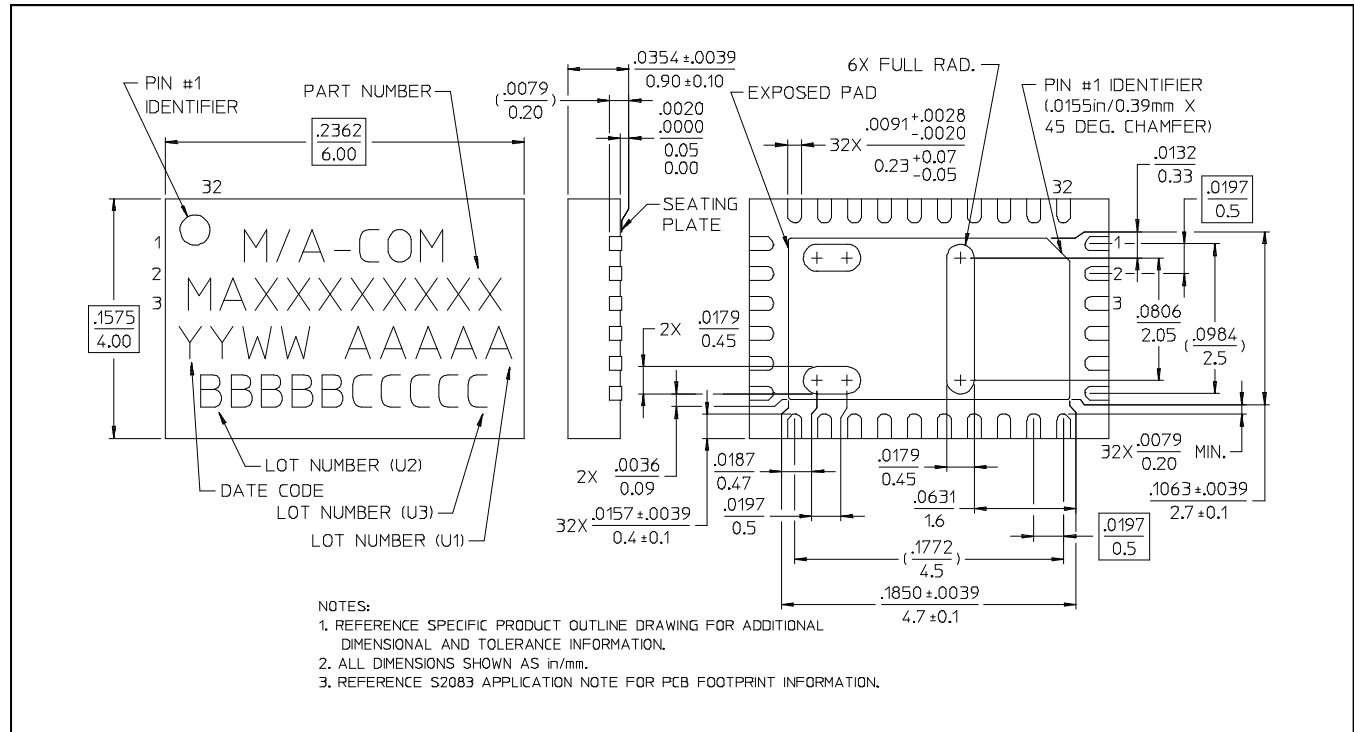 PIN #1
IDENTIFIER
PART NUMBER
.2362
6.00
32
1
2
3
.1575
4.00
M/A-COM
MAXXXXXXXXX
YYWW AAAAA
BBBBBCCCCC
LOT NUMBER (U2)
DATE CODE
LOT NUMBER (U3)
LOT NUMBER (U1)
.0354 ±.0039
0.90 ±0.10
(.0079)
0.20
.0020
.0000
0.05
0.00
SEATING
PLATE
EXPOSED PAD
6X FULL RAD.
32X .0091 +.0028
-.0020
0.23 +0.07
-0.05
PIN #1 IDENTIFIER
(.0155in/0.39mm X
45 DEG. CHAMFER)
.0132
0.33
.0197
0.5
32
1
2
3
2X .0179
0.45
.0806
2.05
(.0984)
2.5
2X .0036
0.09
32X .0157 ±.0039
0.4 ±0.1
.0187
0.47
.0197
0.5
.0179
0.45
.0631
1.6
32X .0079 MIN.
0.20
.1063 ±.0039
2.7 ±0.1
.0197
0.5
(.1772)
4.5
.1850 ±.0039
4.7 ±0.1
NOTES:
1. REFERENCE SPECIFIC PRODUCT OUTLINE DRAWING FOR ADDITIONAL
DIMENSIONAL AND TOLERANCE INFORMATION.
2. ALL DIMENSIONS SHOWN AS in/mm.
3. REFERENCE S2083 APPLICATION NOTE FOR PCB FOOTPRINT INFORMATION.